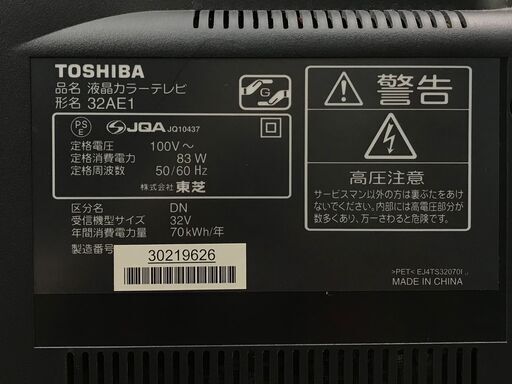 TOSHIBA
品名 液晶カラーテレビ
形名 32AE1
G
PS
E
JQA JQ10437
定格電圧 100V～
定格消費電力 83 W
定格周波数 50/60 Hz
株式会社 東芝
区分名 DN
受信機型サイズ 32V
年間消費電力量 70kWh/年
製造番号
30219626
警告
高圧注意
サービスマン以外の方は裏ぶたをあけ
ないでください。内部には高電圧部分が
数多くあり、万一さわると危険です。
>PET< EJ4TS32070I
MADE IN CHINA